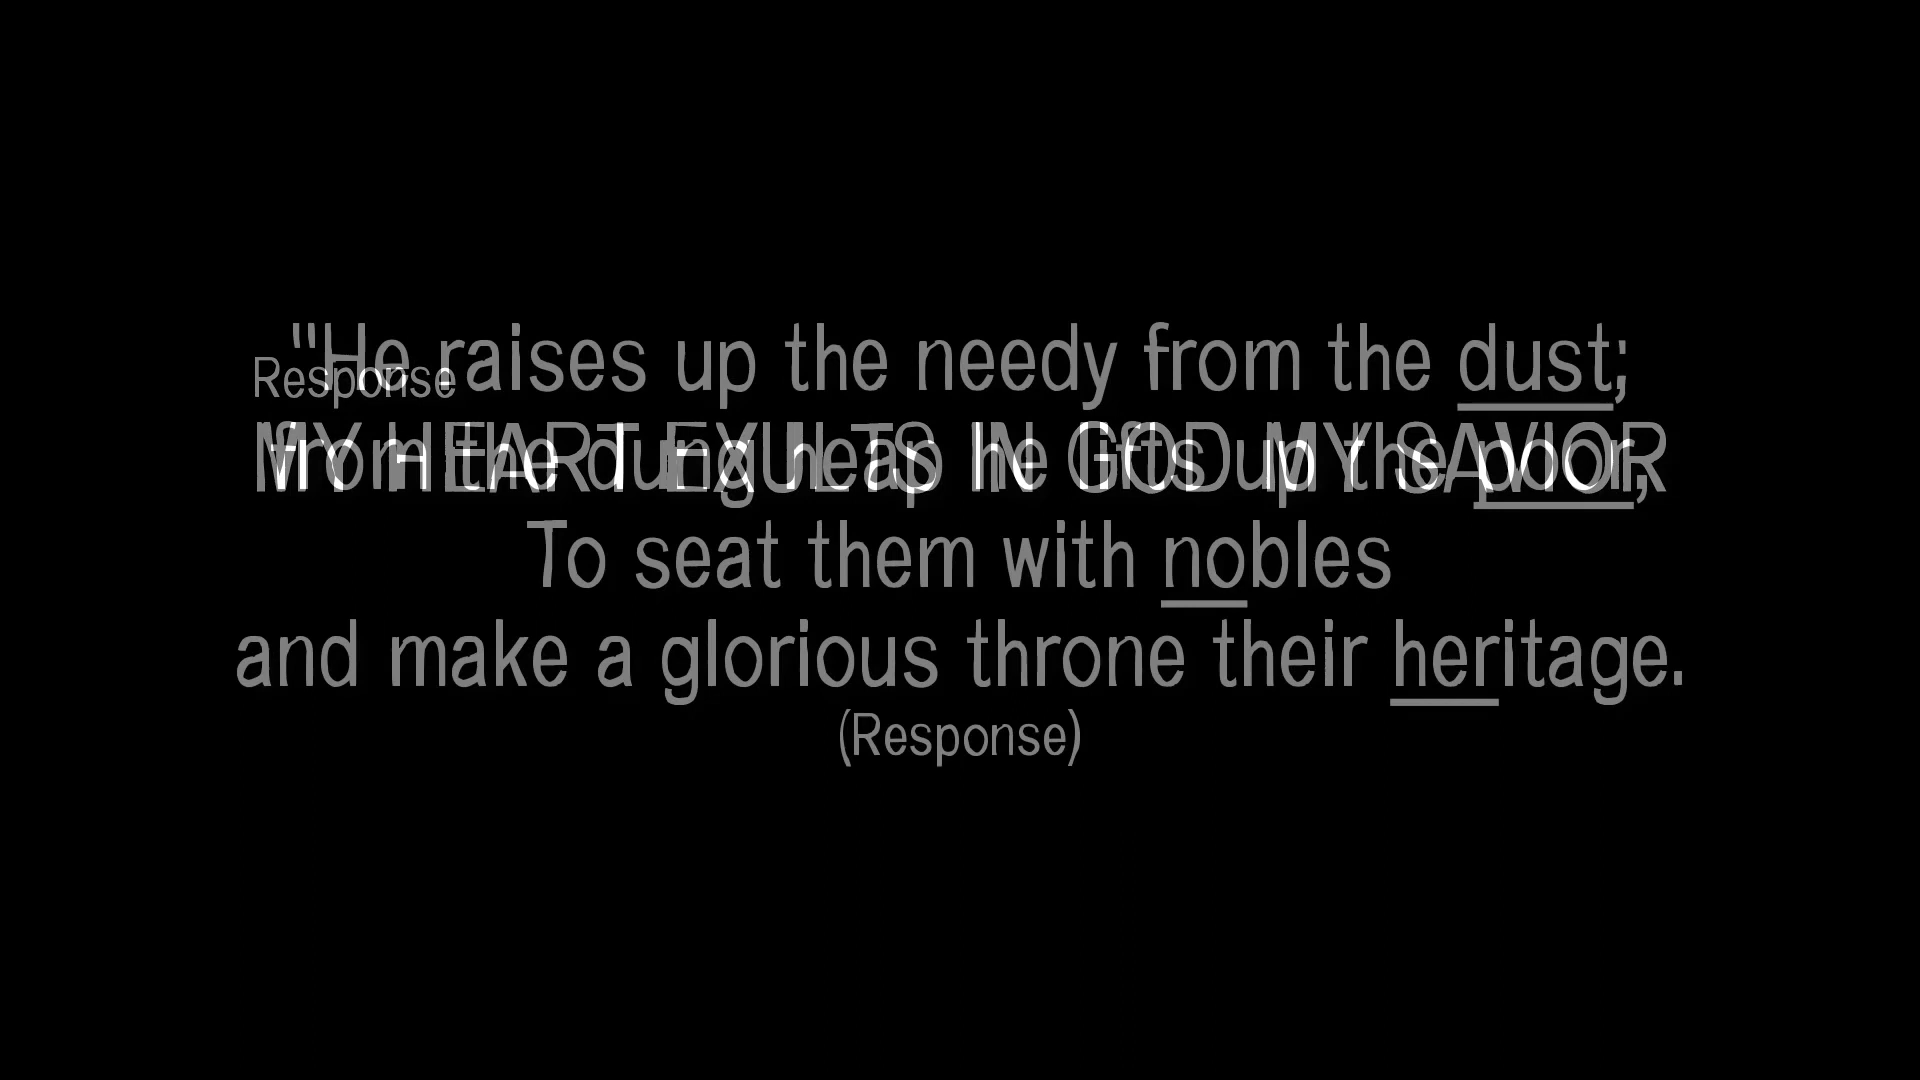 "He raises up the needy from the dust;
Response
from the dung heap he lifts up the poor,
MY HEART EXULTS IN GOD MY SAVIOR
To seat them with nobles
and make a glorious throne their heritage.
(Response)